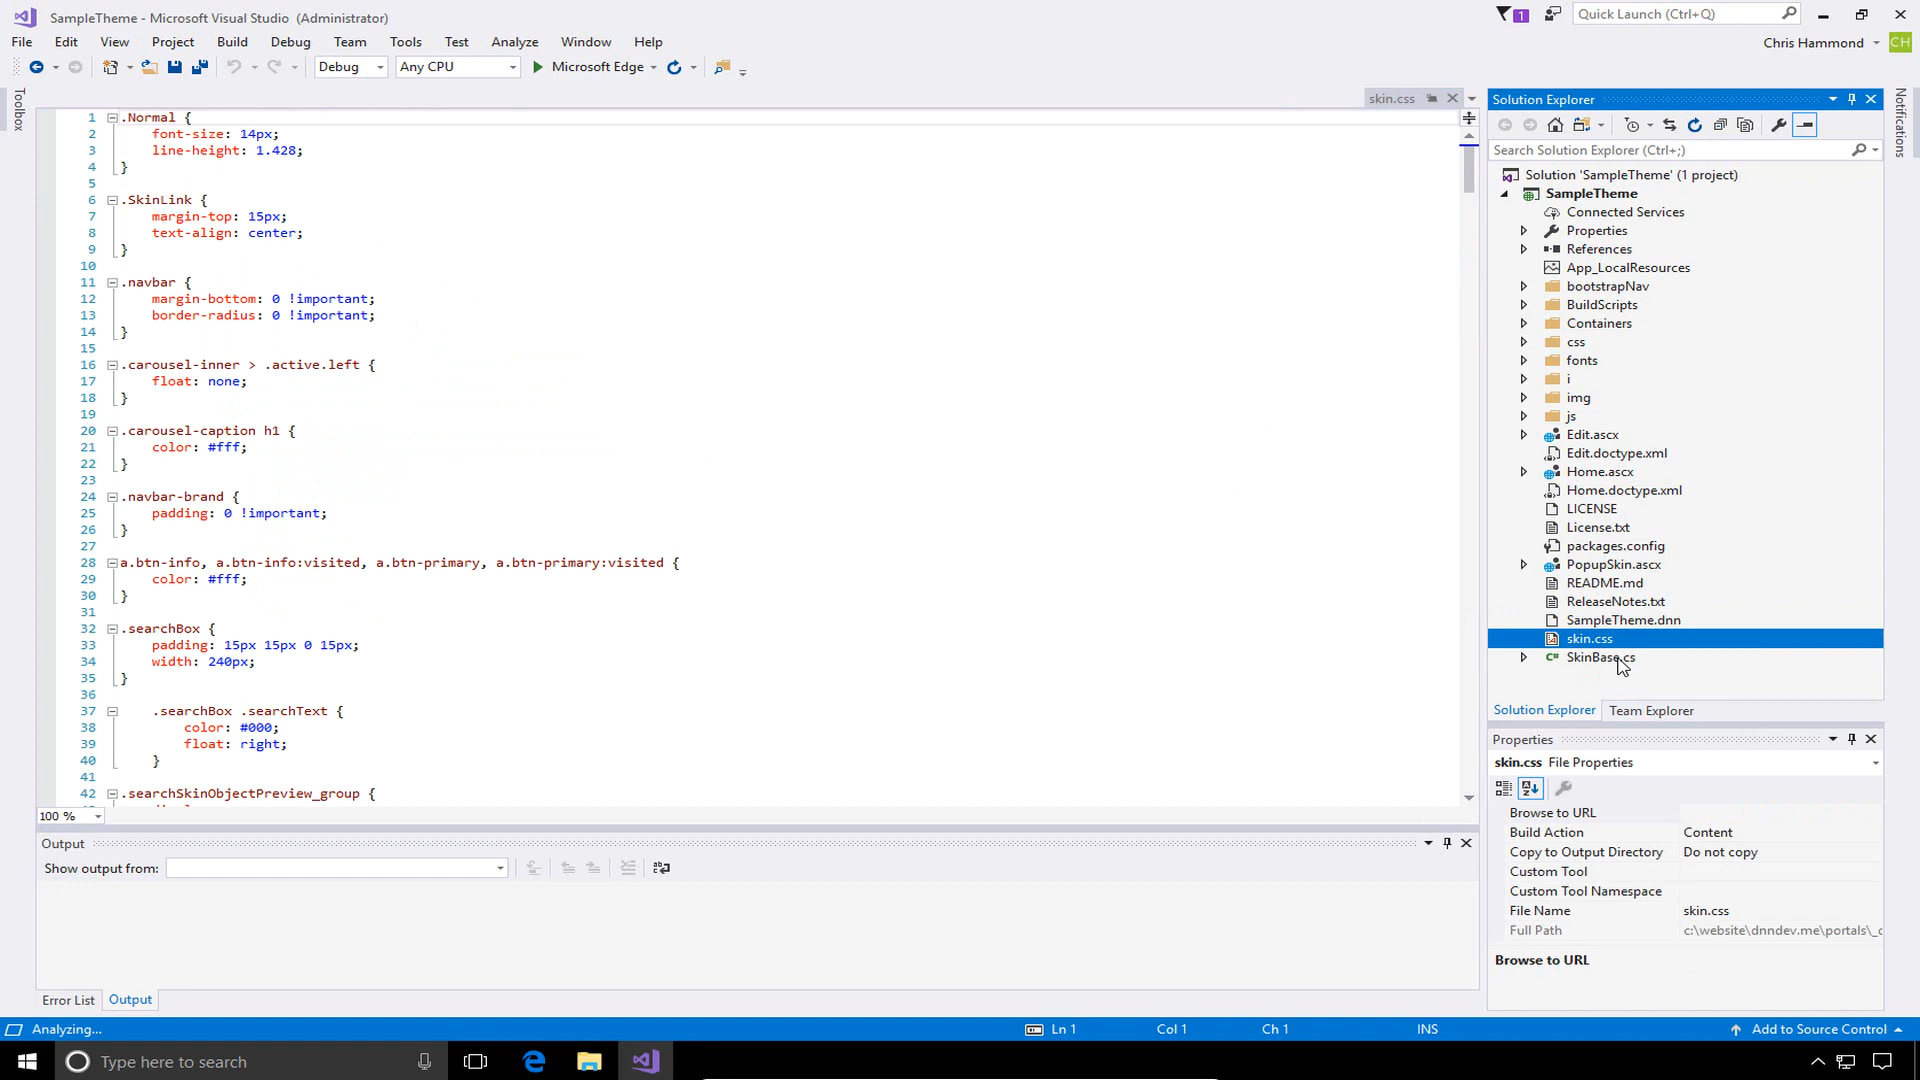 SampleTheme - Microsoft Visual Studio (Administrator)
1
Quick Launch (Ctrl+Q)
File Edit View Project Build Debug Team Tools Test Analyze Window Help
Chris Hammond CH
Debug Any CPU Microsoft Edge
Toolbox
Notifications
skin.css
1 .Normal {
2 font-size: 14px;
3 line-height: 1.428;
4 }
5
6 .SkinLink {
7 margin-top: 15px;
8 text-align: center;
9 }
10
11 .navbar {
12 margin-bottom: 0 !important;
13 border-radius: 0 !important;
14 }
15
16 .carousel-inner > .active.left {
17 float: none;
18 }
19
20 .carousel-caption h1 {
21 color: #fff;
22 }
23
24 .navbar-brand {
25 padding: 0 !important;
26 }
27
28 a.btn-info, a.btn-info:visited, a.btn-primary, a.btn-primary:visited {
29 color: #fff;
30 }
31
32 .searchBox {
33 padding: 15px 15px 0 15px;
34 width: 240px;
35 }
36
37 .searchBox .searchText {
38 color: #000;
39 float: right;
40 }
41
42 .searchSkinObjectPreview_group {
100 %
Output
Show output from:
Error List Output
Solution Explorer
Search Solution Explorer (Ctrl+;)
Solution 'SampleTheme' (1 project)
SampleTheme
Connected Services
Properties
References
App_LocalResources
bootstrapNav
BuildScripts
Containers
css
fonts
i
img
js
Edit.ascx
Edit.doctype.xml
Home.ascx
Home.doctype.xml
LICENSE
License.txt
packages.config
PopupSkin.ascx
README.md
ReleaseNotes.txt
SampleTheme.dnn
skin.css
C# SkinBase.cs
Solution Explorer Team Explorer
Properties
skin.css File Properties
Browse to URL
Build Action Content
Copy to Output Directory Do not copy
Custom Tool
Custom Tool Namespace
File Name skin.css
Full Path c:\website\dnndev.me\portals\_
Browse to URL
Analyzing... Ln 1 Col 1 Ch 1 INS Add to Source Control
Type here to search